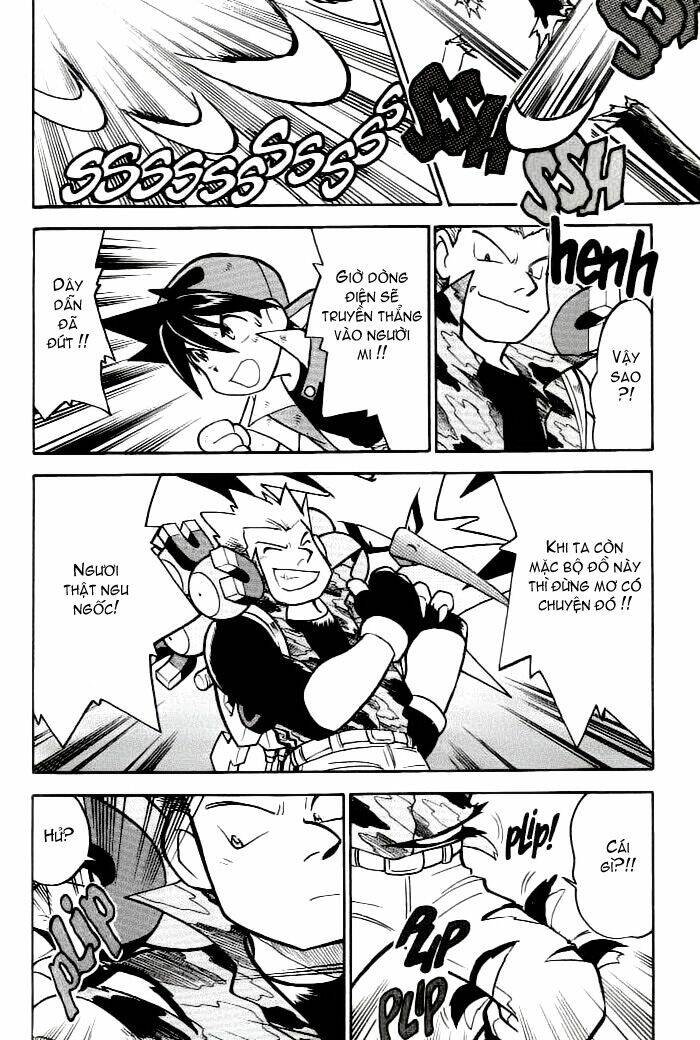 SSSSSSSSSSSS
SSH
SSH
SSH
DÂY
DẪN
ĐÃ
ĐỨT !!
GIỜ DÒNG
ĐIỆN SẼ
TRUYỀN THẲNG
VÀO NGƯỜI
MI !!
henh
VẬY
SAO
?!
NGƯƠI
THẬT NGU
NGỐC!
KHI TA CÒN
MẶC BỘ ĐỒ NÀY
THÌ ĐỪNG MƠ CÓ
CHUYỆN ĐÓ !!
HỬ?
PLIP
PLIP!
CÁI
GÌ?!!
PLIP
PLIP